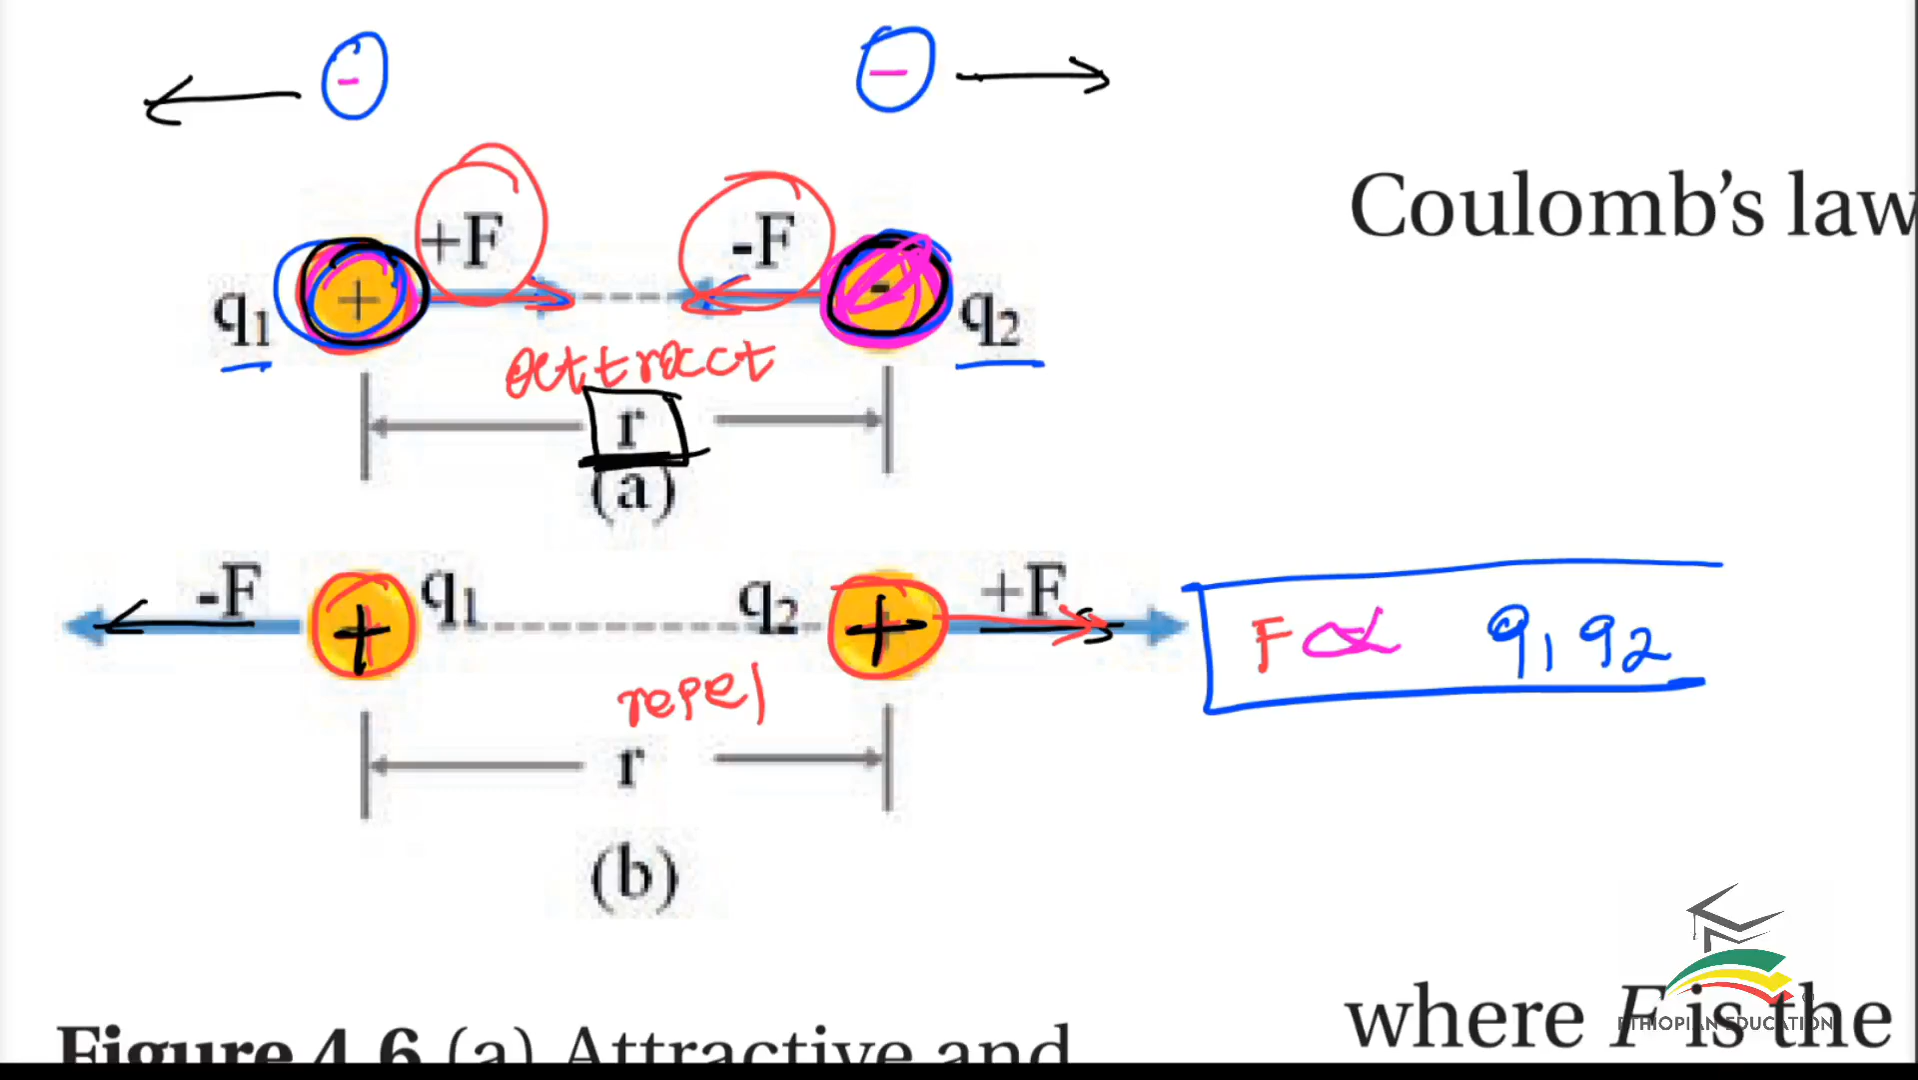 - -
+F -F
Coulomb's law
q1 + - q2
attract
r
(a)
-F q1 q2 +F
+ +
F ∝ q1 q2
repel
r
(b)
where F is the
ETHIOPIAN EDUCATION
Figure 4.6 (a) Attractive and